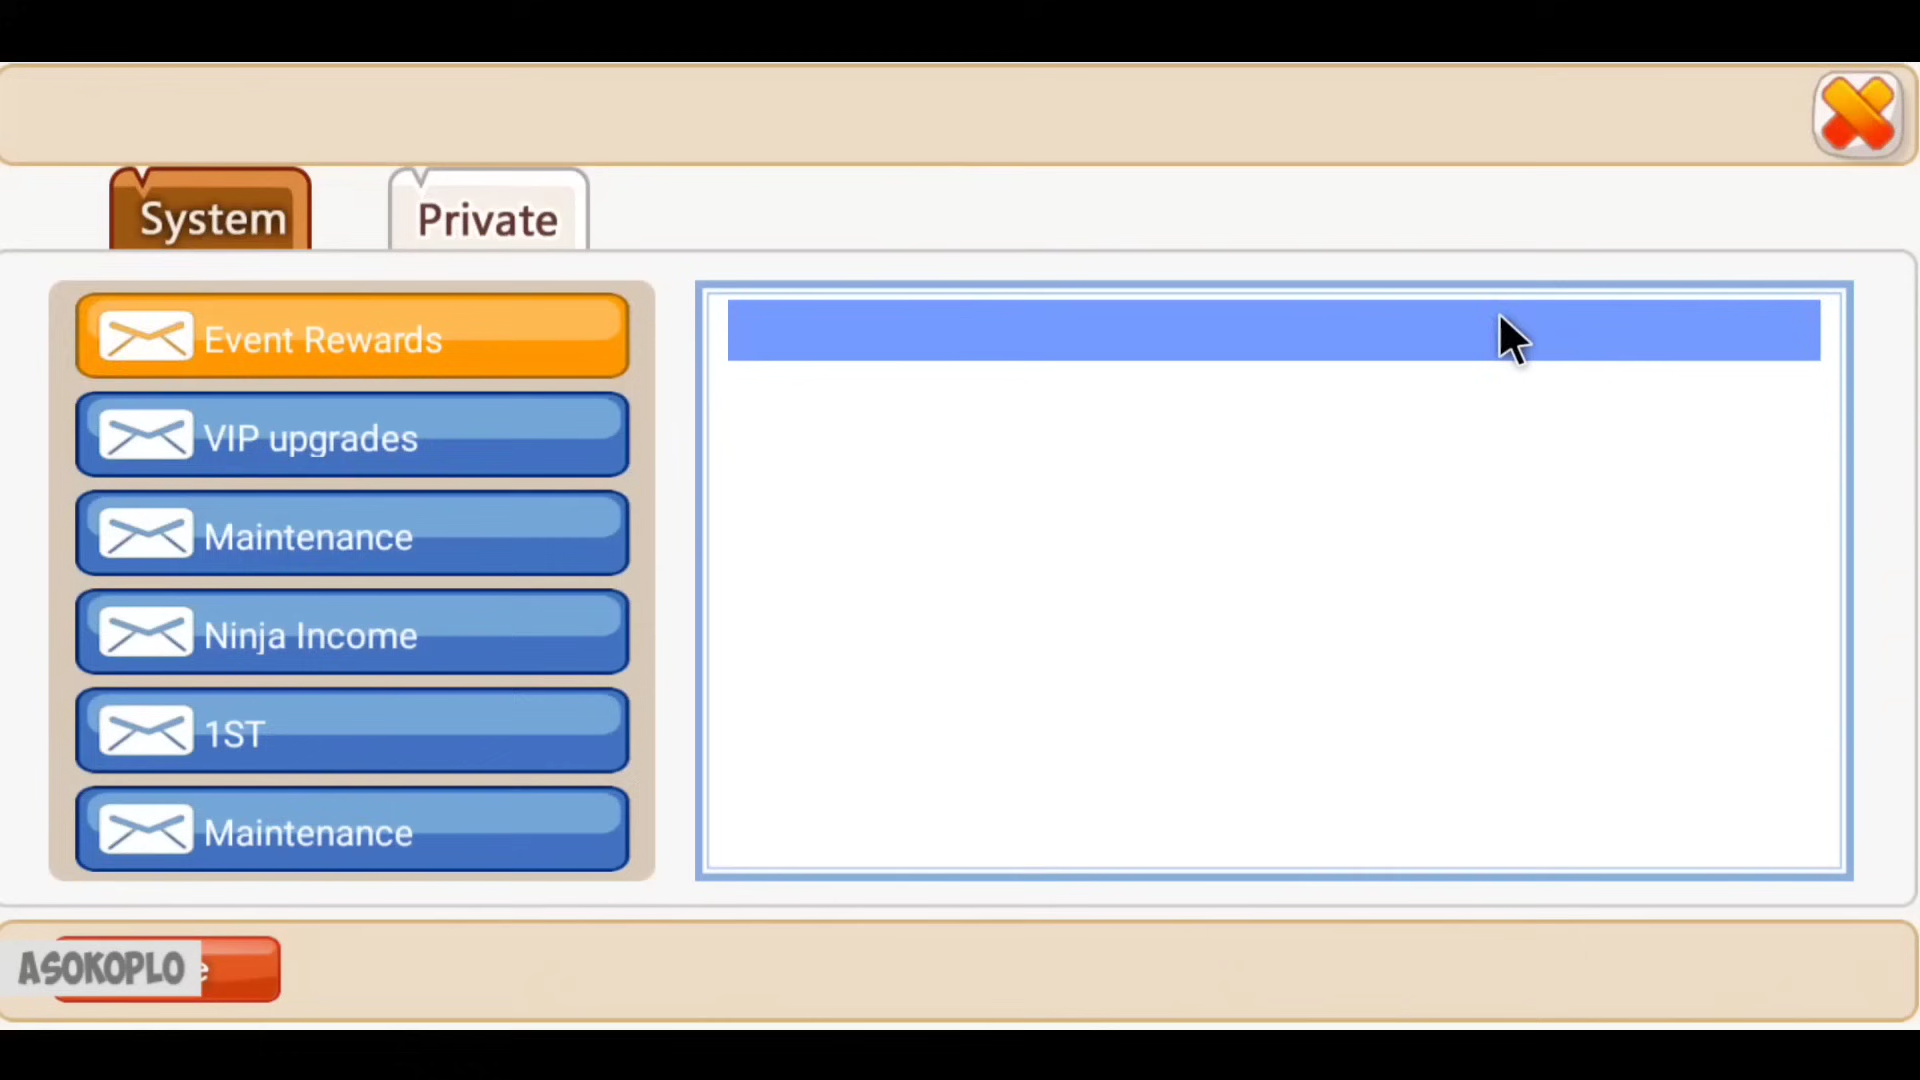 System
Private
Event Rewards
VIP upgrades
Maintenance
Ninja Income
1ST
Maintenance
ASOKOPLO